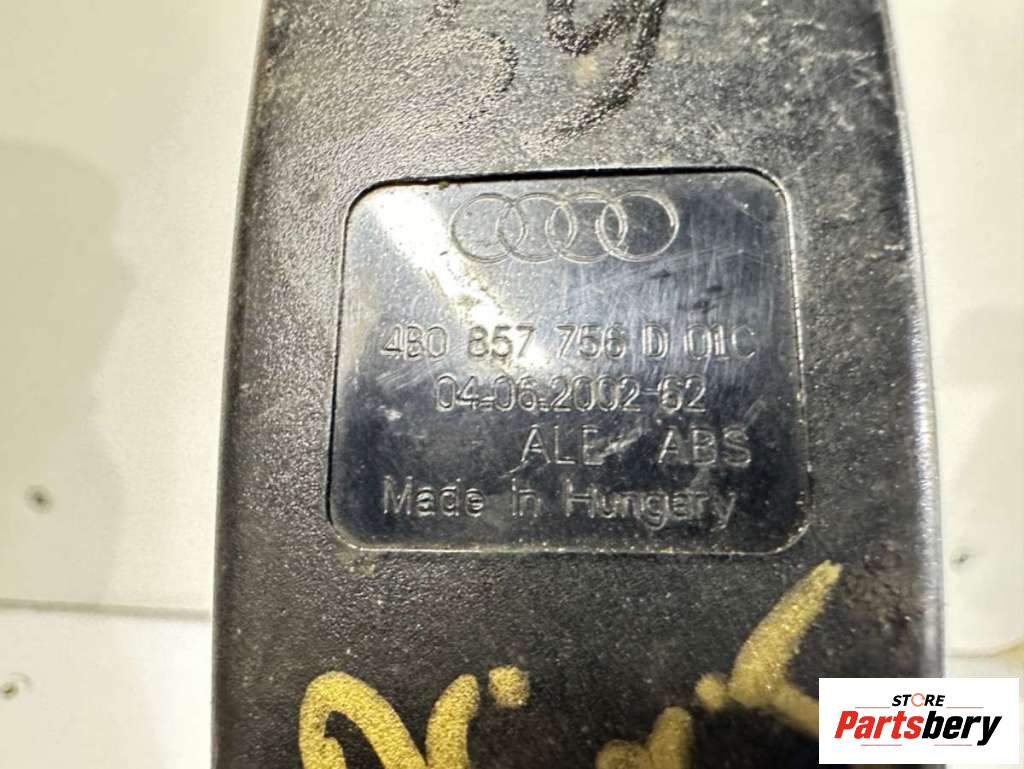 4B0 857 756 D 01C
04.06.2002-62
ALE ABS
Made in Hungary
STORE
Partsbery